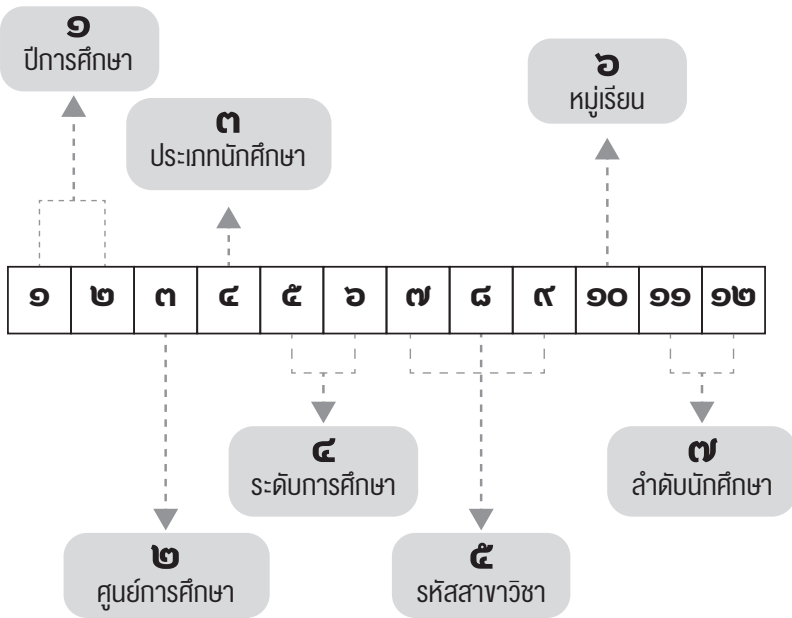 ๑
ปีการศึกษา
๖
หมู่เรียน
๓
ประเภทนักศึกษา
๑ ๒ ๓ ๔ ๕ ๖ ๗ ๘ ๙ ๑๐ ๑๑ ๑๒
๔
ระดับการศึกษา
๗
ลำดับนักศึกษา
๒
ศูนย์การศึกษา
๕
รหัสสาขาวิชา